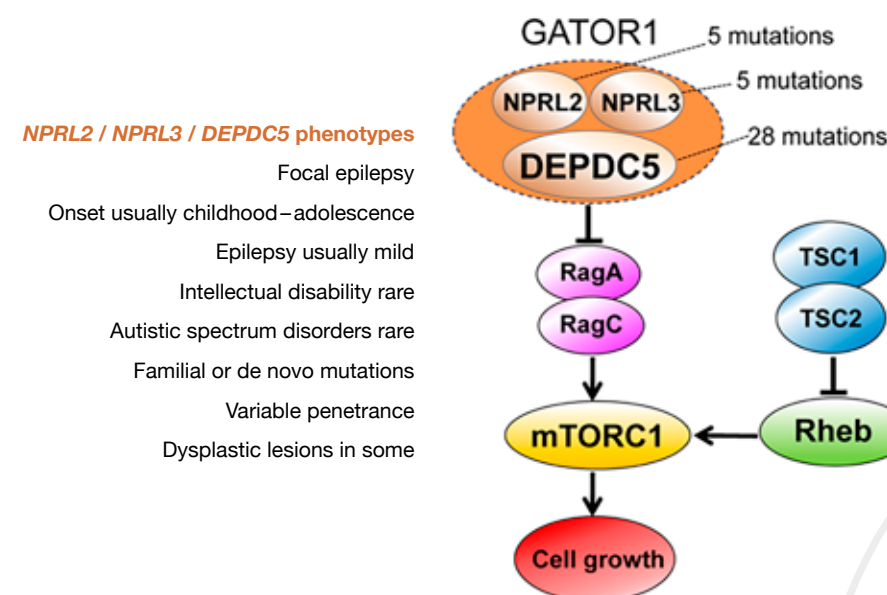 NPRL2 / NPRL3 / DEPDC5 phenotypes
Focal epilepsy
Onset usually childhood–adolescence
Epilepsy usually mild
Intellectual disability rare
Autistic spectrum disorders rare
Familial or de novo mutations
Variable penetrance
Dysplastic lesions in some
GATOR1
5 mutations
5 mutations
28 mutations
NPRL2
NPRL3
DEPDC5
RagA
RagC
TSC1
TSC2
mTORC1
Rheb
Cell growth